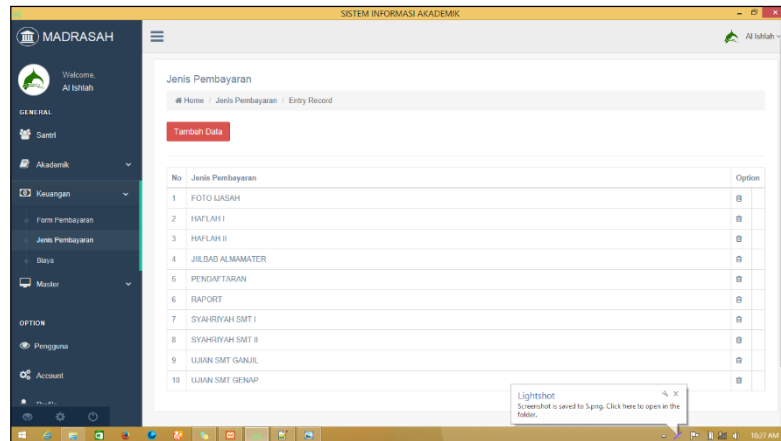 SISTEM INFORMASI AKADEMIK
MADRASAH
Al Ishlah
Welcome,
Al Ishlah
GENERAL
Santri
Akademik
Keuangan
Form Pembayaran
Jenis Pembayaran
Biaya
Master
OPTION
Pengguna
Account
Jenis Pembayaran
Home / Jenis Pembayaran / Entry Record
Tambah Data
No Jenis Pembayaran Option
1 FOTO IJASAH
2 HAFLAH I
3 HAFLAH II
4 JILBAB ALMAMATER
5 PENDAFTARAN
6 RAPORT
7 SYAHRIYAH SMT I
8 SYAHRIYAH SMT II
9 UJIAN SMT GANJIL
10 UJIAN SMT GENAP
Lightshot
Screenshot is saved to 5.png. Click here to open in the
folder.
10:27 AM